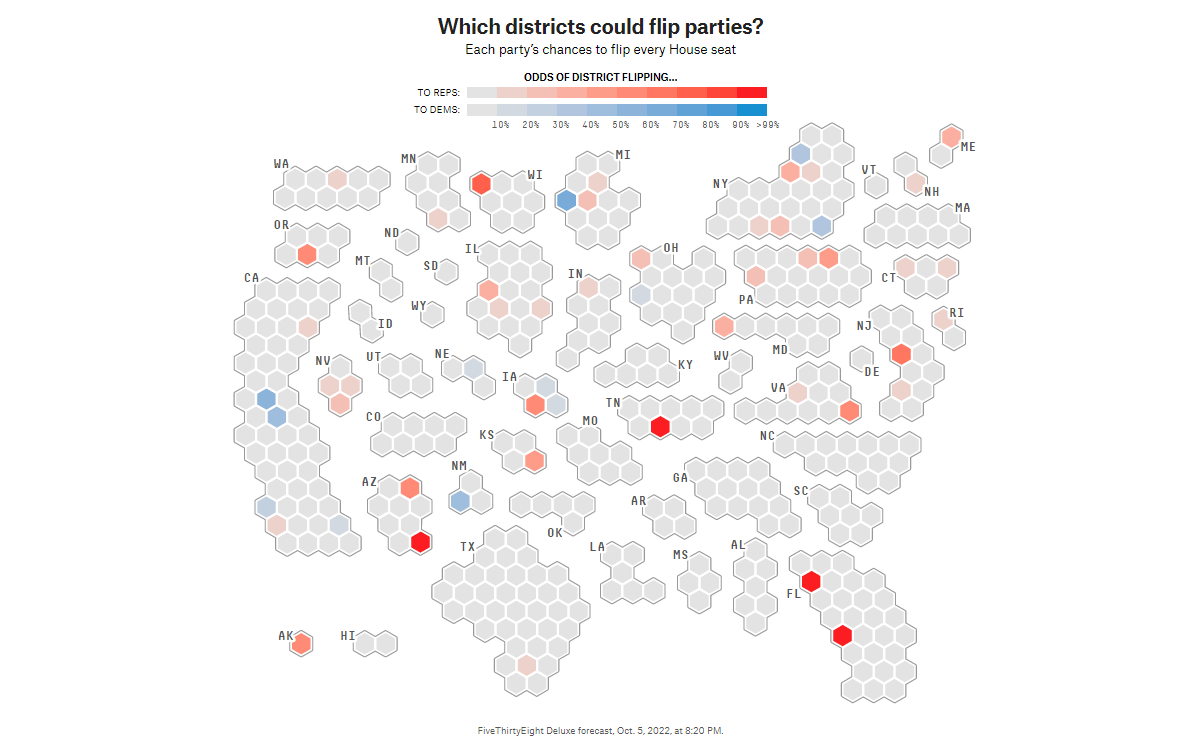 Which districts could flip parties?
Each party’s chances to flip every House seat
ODDS OF DISTRICT FLIPPING...
TO REPS:
TO DEMS:
10% 20% 30% 40% 50% 60% 70% 80% 90% >99%
WA MN WI MI NY VT ME
NH
OR ND MA
MT SD IL IN OH PA CT
CA WY
ID NJ RI
NV UT NE IA KY WV MD DE
VA
CO KS MO TN NC
AZ NM OK AR GA SC
TX LA MS AL FL
AK HI
FiveThirtyEight Deluxe forecast, Oct. 5, 2022, at 8:20 PM.